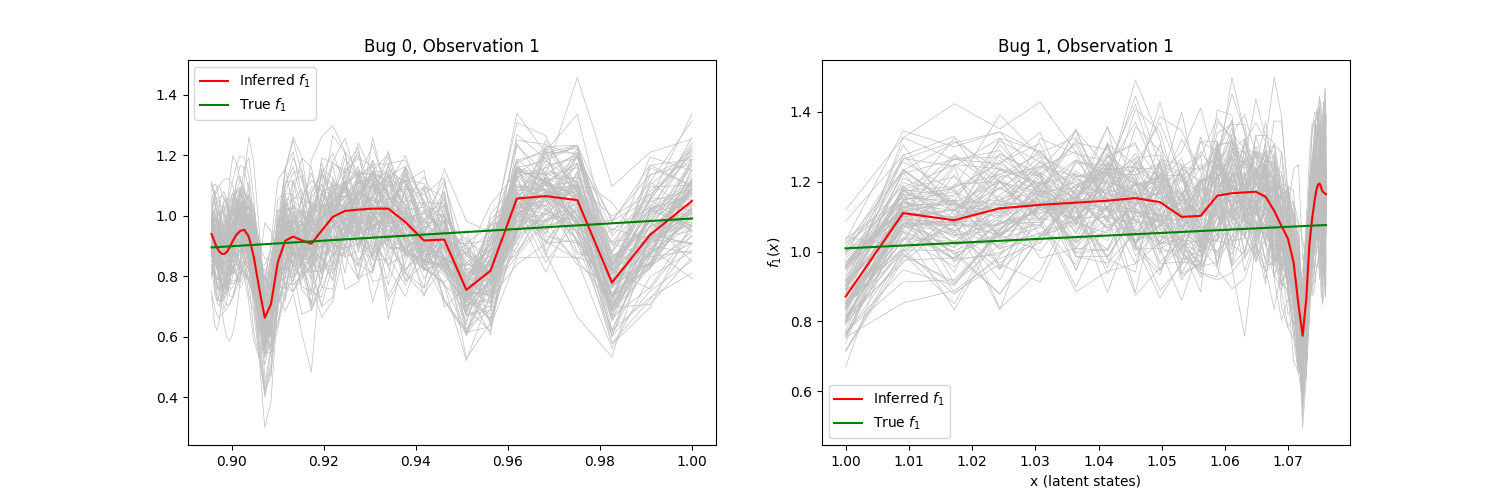 Bug 0, Observation 1
Inferred f₁
True f₁
1.4
1.2
1.0
0.8
0.6
0.4
0.90 0.92 0.94 0.96 0.98 1.00
Bug 1, Observation 1
f₁(x)
1.4
1.2
1.0
0.8
0.6
Inferred f₁
True f₁
1.00 1.01 1.02 1.03 1.04 1.05 1.06 1.07
x (latent states)